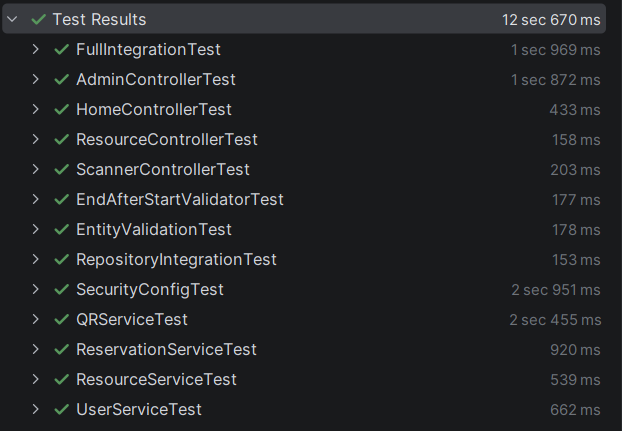 Test Results 12 sec 670 ms
FullIntegrationTest 1 sec 969 ms
AdminControllerTest 1 sec 872 ms
HomeControllerTest 433 ms
ResourceControllerTest 158 ms
ScannerControllerTest 203 ms
EndAfterStartValidatorTest 177 ms
EntityValidationTest 178 ms
RepositoryIntegrationTest 153 ms
SecurityConfigTest 2 sec 951 ms
QRServiceTest 2 sec 455 ms
ReservationServiceTest 920 ms
ResourceServiceTest 539 ms
UserServiceTest 662 ms